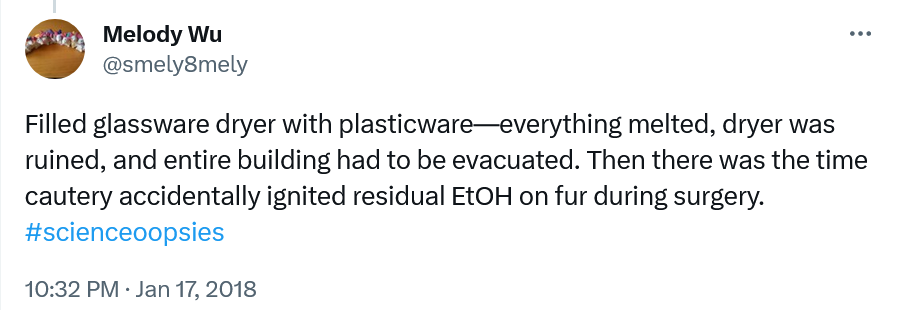 Melody Wu
@smely8mely
Filled glassware dryer with plasticware—everything melted, dryer was
ruined, and entire building had to be evacuated. Then there was the time
cautery accidentally ignited residual EtOH on fur during surgery.
#scienceoopsies
10:32 PM · Jan 17, 2018